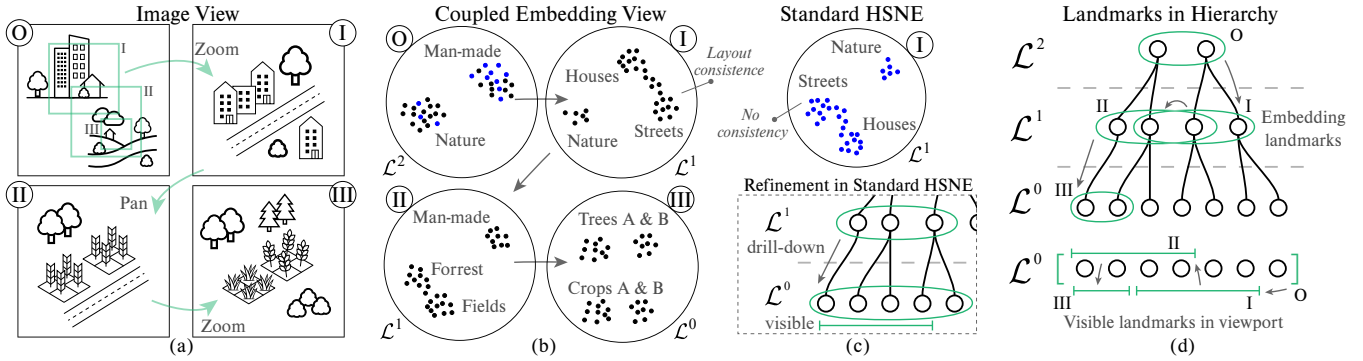 Image View
O
I
Zoom
I
II
III
Pan
II
III
Zoom
(a)
Coupled Embedding View
O
Man-made
Nature
ℒ²
I
Houses
Nature
Streets
ℒ¹
Layout
consistence
II
Man-made
Forrest
Fields
ℒ¹
III
Trees A & B
Crops A & B
ℒ⁰
(b)
Standard HSNE
I
Nature
Streets
Houses
No
consistency
ℒ¹
Refinement in Standard HSNE
ℒ¹
drill-down
ℒ⁰
visible
(c)
Landmarks in Hierarchy
ℒ²
O
ℒ¹
II
I
Embedding
landmarks
ℒ⁰
III
II
ℒ⁰
III
I
O
Visible landmarks in viewport
(d)